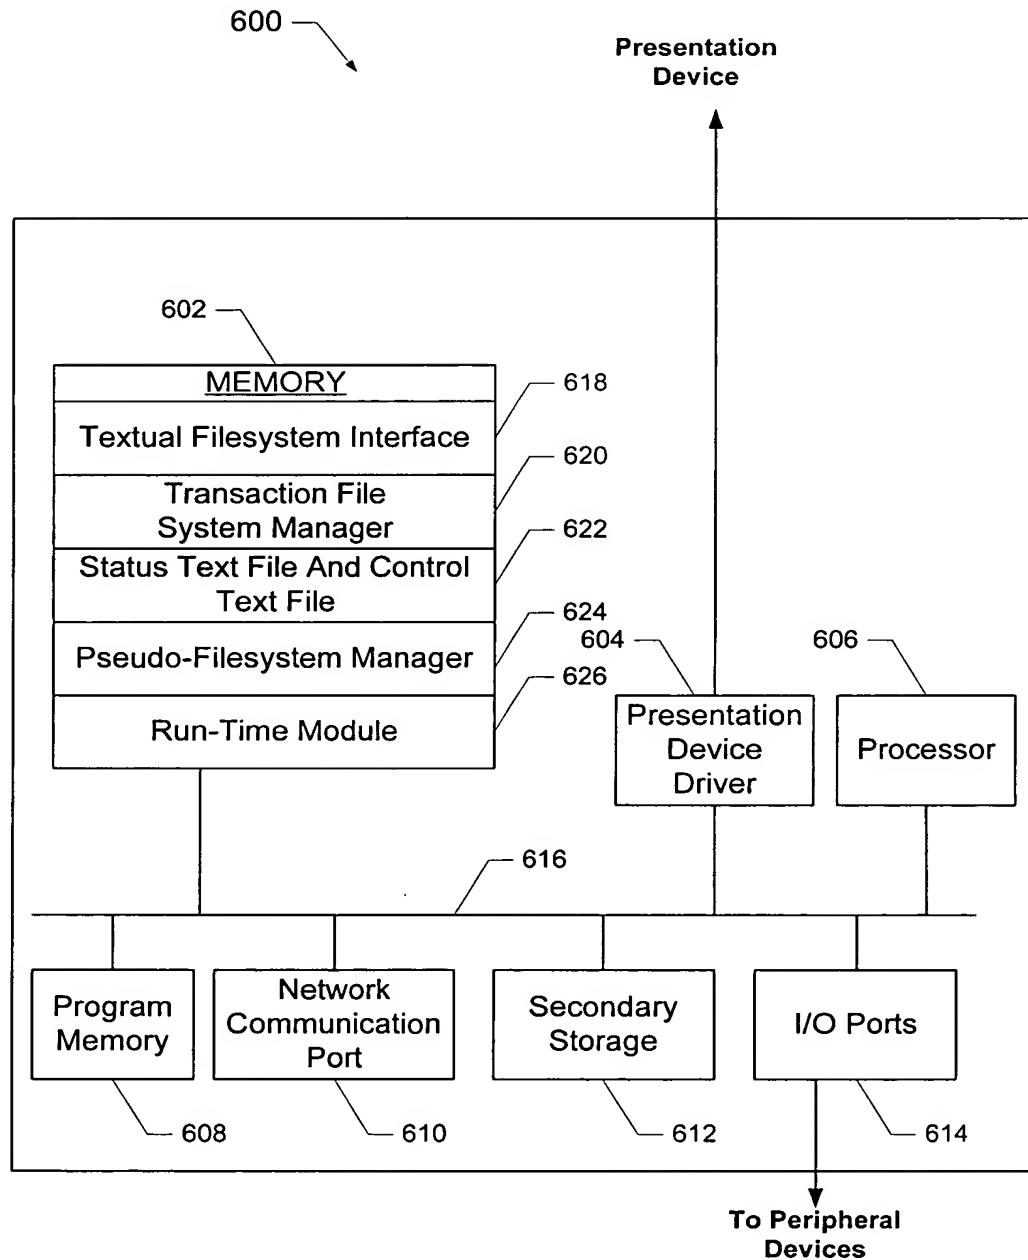 600
Presentation
Device
602
MEMORY
618
Textual Filesystem Interface
620
Transaction File
System Manager
622
Status Text File And Control
Text File
624
Pseudo-Filesystem Manager
626
Run-Time Module
604
Presentation
Device
Driver
606
Processor
616
Program
Memory
Network
Communication
Port
Secondary
Storage
I/O Ports
608
610
612
614
To Peripheral
Devices